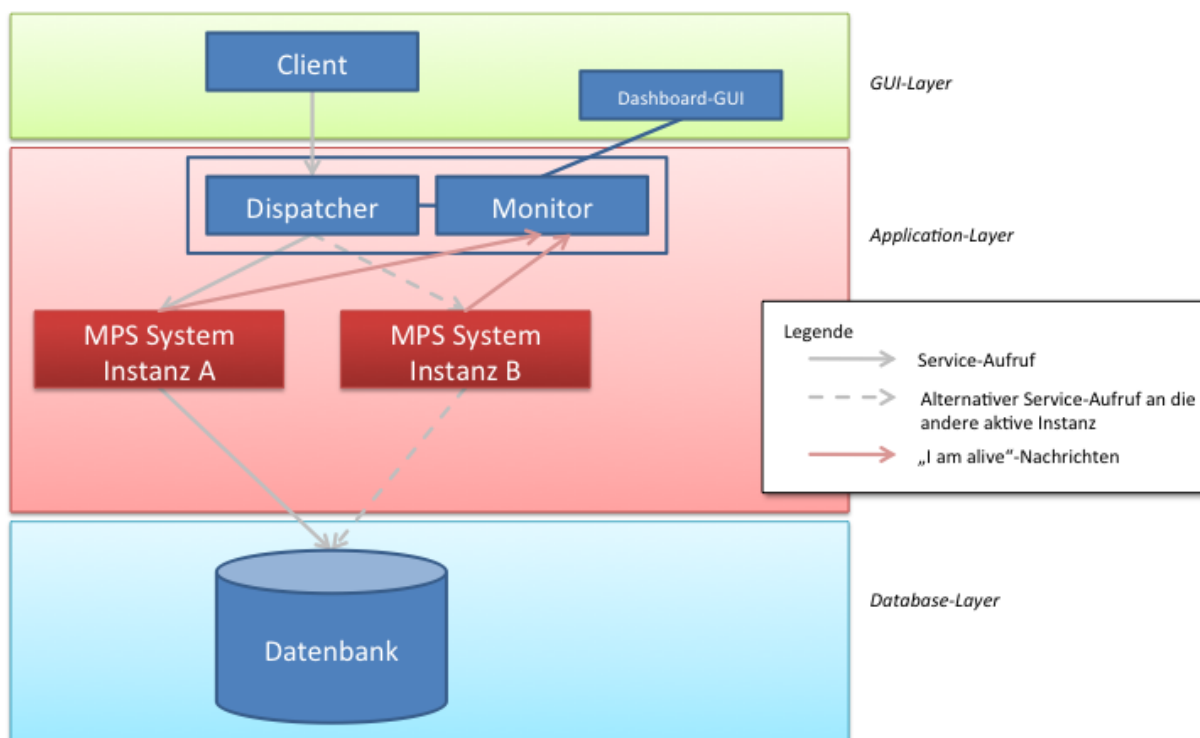 Client
Dashboard-GUI
GUI-Layer
Dispatcher
Monitor
Application-Layer
MPS System
Instanz A
MPS System
Instanz B
Legende
Service-Aufruf
Alternativer Service-Aufruf an die
andere aktive Instanz
„I am alive“-Nachrichten
Datenbank
Database-Layer